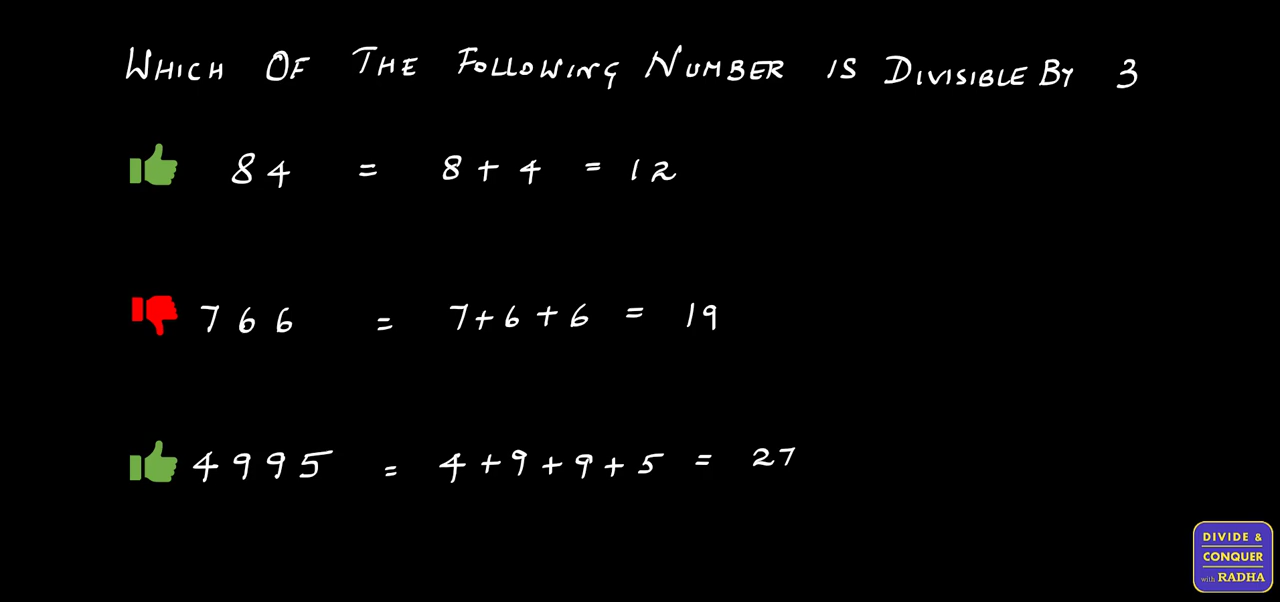 WHICH OF THE FOLLOWING NUMBER IS DIVISIBLE BY 3
84 = 8 + 4 = 12
766 = 7 + 6 + 6 = 19
4995 = 4 + 9 + 9 + 5 = 27
DIVIDE &
CONQUER
with RADHA